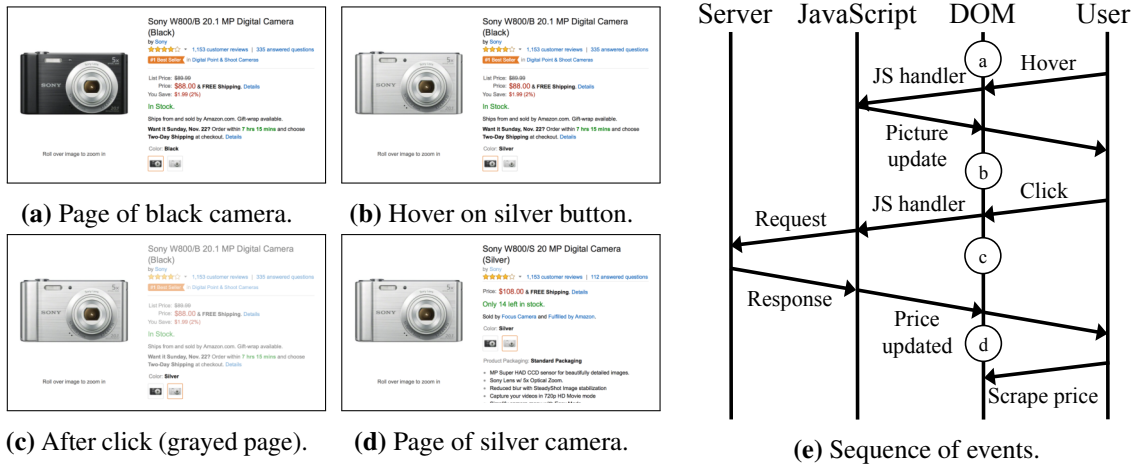 Sony W800/B 20.1 MP Digital Camera
(Black)
by Sony
1,153 customer reviews | 335 answered questions
#1 Best Seller in Digital Point & Shoot Cameras
List Price: $89.99
Price: $88.00 & FREE Shipping. Details
You Save: $1.99 (2%)
In Stock.
Ships from and sold by Amazon.com. Gift-wrap available.
Want it Sunday, Nov. 22? Order within 7 hrs 15 mins and choose
Two-Day Shipping at checkout. Details
Color: Black
SONY
Roll over image to zoom in
(a) Page of black camera.
Sony W800/B 20.1 MP Digital Camera
(Black)
by Sony
1,153 customer reviews | 335 answered questions
#1 Best Seller in Digital Point & Shoot Cameras
List Price: $89.99
Price: $88.00 & FREE Shipping. Details
You Save: $1.99 (2%)
In Stock.
Ships from and sold by Amazon.com. Gift-wrap available.
Want it Sunday, Nov. 22? Order within 7 hrs 15 mins and choose
Two-Day Shipping at checkout. Details
Color: Silver
SONY
Roll over image to zoom in
(b) Hover on silver button.
Sony W800/B 20.1 MP Digital Camera
(Black)
by Sony
1,153 customer reviews | 335 answered questions
#1 Best Seller in Digital Point & Shoot Cameras
List Price: $89.99
Price: $88.00 & FREE Shipping. Details
You Save: $1.99 (2%)
In Stock.
Ships from and sold by Amazon.com. Gift-wrap available.
Want it Sunday, Nov. 22? Order within 7 hrs 15 mins and choose
Two-Day Shipping at checkout. Details
Color: Silver
SONY
Roll over image to zoom in
(c) After click (grayed page).
Sony W800/S 20 MP Digital Camera
(Silver)
by Sony
1,153 customer reviews | 112 answered questions
Price: $108.00 & FREE Shipping. Details
Only 14 left in stock.
Sold by Focus Camera and Fulfilled by Amazon.
Color: Silver
Product Packaging: Standard Packaging
MP Super HAD CCD sensor for beautifully detailed images.
Sony Lens w/ 5x Optical Zoom.
Reduced blur with SteadyShot Image stabilization
Capture your videos in 720p HD Movie mode
SONY
Roll over image to zoom in
(d) Page of silver camera.
Server JavaScript DOM User
a
Hover
JS handler
Picture
update
b
Click
JS handler
Request
c
Response
Price
updated
d
Scrape price
(e) Sequence of events.